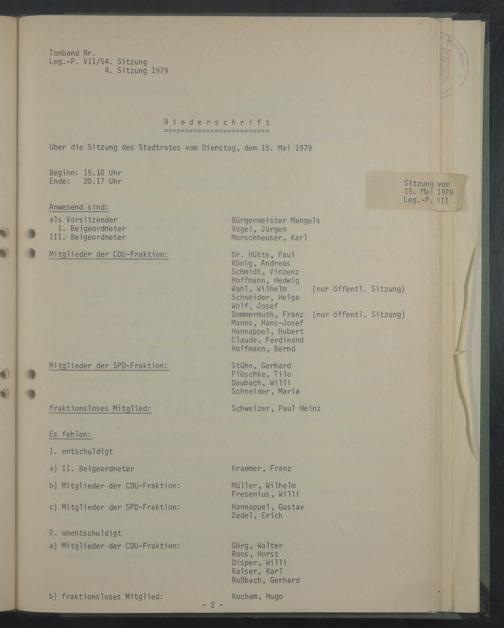 Tonband Nr.
Leg.-P. VII/54. Sitzung
4. Sitzung 1979
Niederschrift
über die Sitzung des Stadtrates vom Dienstag, dem 15. Mai 1979
Beginn: 15.10 Uhr
Ende: 20.17 Uhr
Sitzung vom
15. Mai 1979
Leg.-P. VII
Anwesend sind:
als Vorsitzender Bürgermeister Mangels
I. Beigeordneter Vogel, Jürgen
III. Beigeordneter Morschheuser, Karl
Mitglieder der CDU-Fraktion: Dr. Hütte, Paul
König, Andreas
Schmidt, Vinzenz
Hoffmann, Hedwig
Wahl, Wilhelm (nur öffentl. Sitzung)
Schneider, Helga
Wolf, Josef
Dommermuth, Franz (nur öffentl. Sitzung)
Manns, Hans-Josef
Hannappel, Hubert
Claude, Ferdinand
Hoffmann, Bernd
Mitglieder der SPD-Fraktion: Stühn, Gerhard
Plüschke, Tilo
Daubach, Willi
Schneider, Maria
fraktionsloses Mitglied: Schweizer, Paul Heinz
Es fehlen:
1. entschuldigt
a) II. Beigeordneter Kraemer, Franz
b) Mitglieder der CDU-Fraktion: Müller, Wilhelm
Fresenius, Willi
c) Mitglieder der SPD-Fraktion: Hannappel, Gustav
Zedel, Erich
2. unentschuldigt
a) Mitglieder der CDU-Fraktion: Görg, Walter
Roos, Horst
Disper, Willi
Kaiser, Karl
Roßbach, Gerhard
b) fraktionsloses Mitglied: Kochem, Hugo
- 2 -